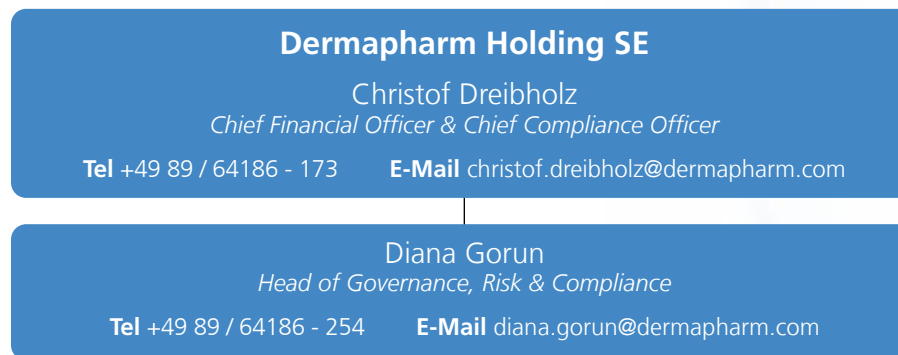 Dermapharm Holding SE
Christof Dreibholz
Chief Financial Officer & Chief Compliance Officer
Tel +49 89 / 64186 - 173 E-Mail christof.dreibholz@dermapharm.com
Diana Gorun
Head of Governance, Risk & Compliance
Tel +49 89 / 64186 - 254 E-Mail diana.gorun@dermapharm.com